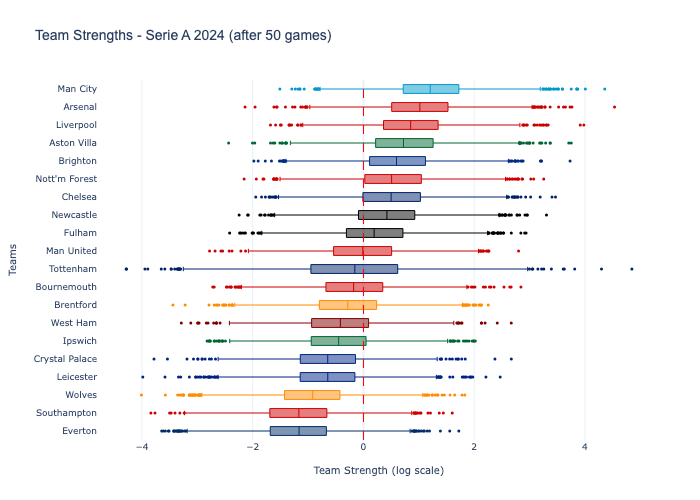 Team Strengths - Serie A 2024 (after 50 games)
Man City
Arsenal
Liverpool
Aston Villa
Brighton
Nott'm Forest
Chelsea
Newcastle
Fulham
Man United
Tottenham
Bournemouth
Brentford
West Ham
Ipswich
Crystal Palace
Leicester
Wolves
Southampton
Everton
Teams
−4 −2 0 2 4
Team Strength (log scale)